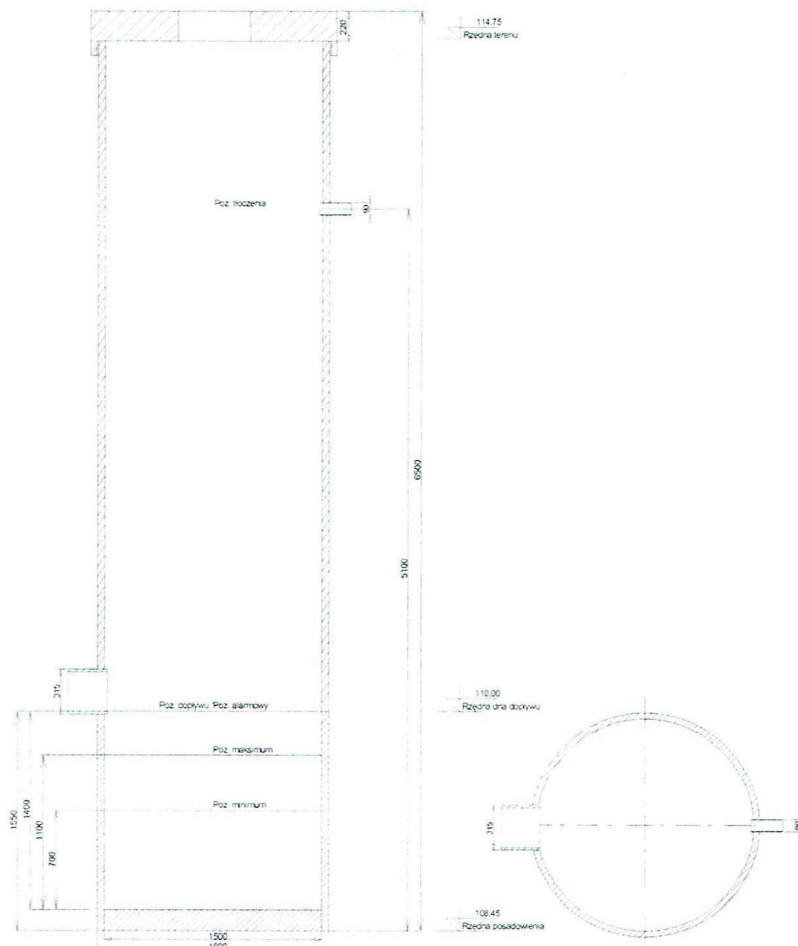 220
114,75
Rzędna terenu
Poz. tłoczenia
90
6500
5100
315
Poz. dopływu Poz. alarmowy
110,00
Rzędna dna dopływu
Poz. maksimum
Poz. minimum
1550
1400
1100
700
315
90
108,45
Rzędna posadowienia
1500